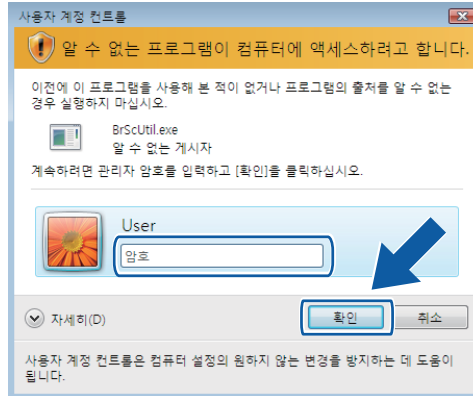 사용자 계정 컨트롤
알 수 없는 프로그램이 컴퓨터에 액세스하려고 합니다.
이전에 이 프로그램을 사용해 본 적이 없거나 프로그램의 출처를 알 수 없는
경우 실행하지 마십시오.
BrScUtil.exe
알 수 없는 게시자
계속하려면 관리자 암호를 입력하고 [확인]을 클릭하십시오.
User
암호
자세히(D)
확인
취소
사용자 계정 컨트롤은 컴퓨터 설정의 원하지 않는 변경을 방지하는 데 도움이
됩니다.